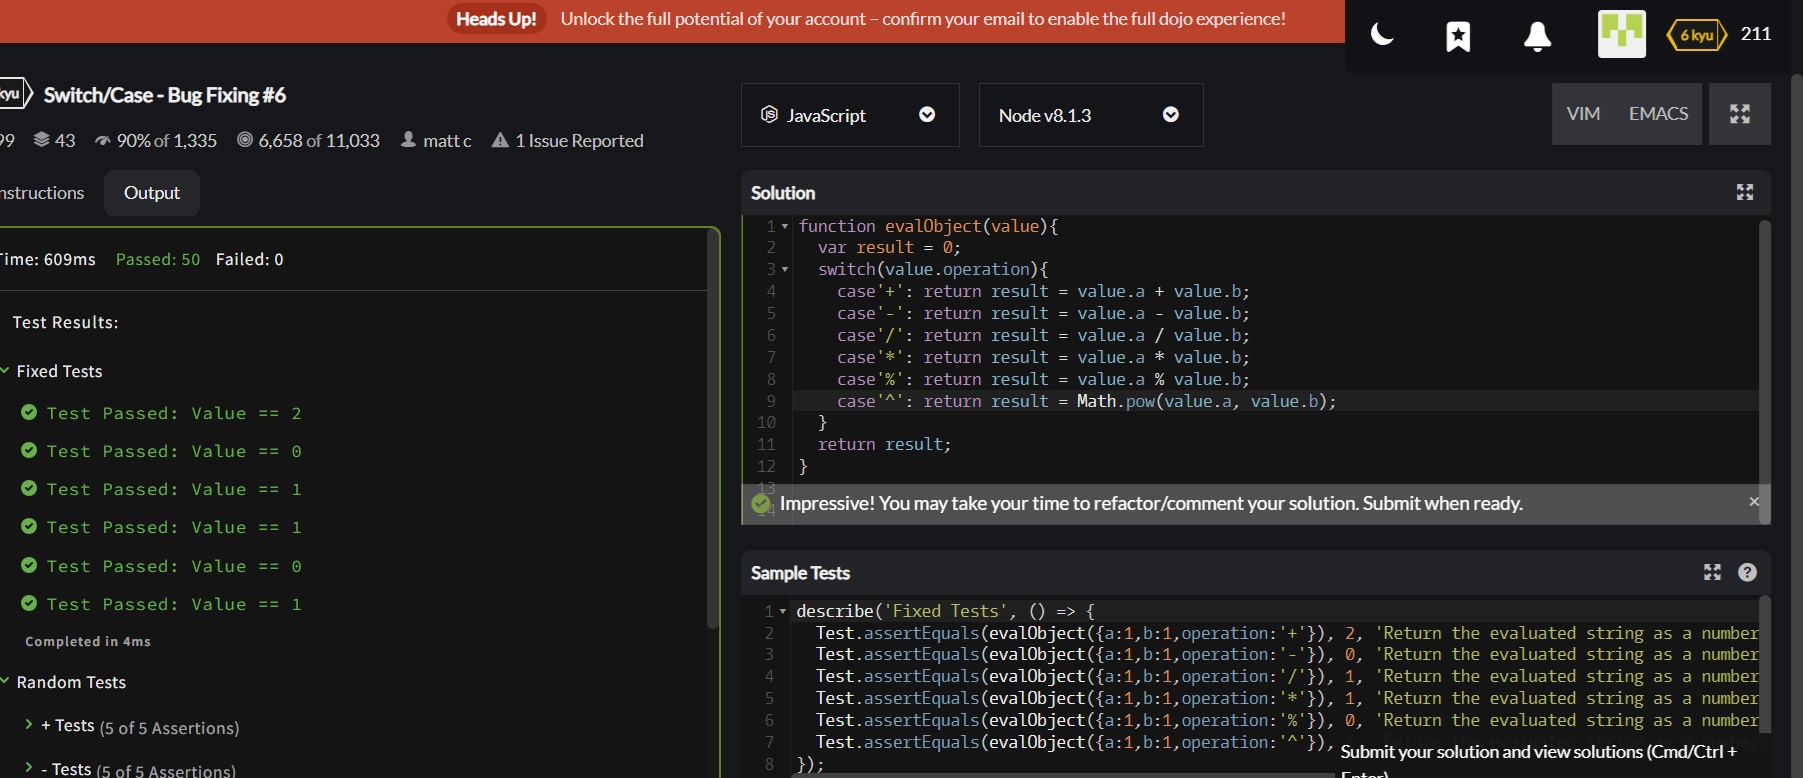 Heads Up! Unlock the full potential of your account – confirm your email to enable the full dojo experience!
6 kyu 211
kyu Switch/Case - Bug Fixing #6
99 43 90% of 1,335 6,658 of 11,033 matt c 1 Issue Reported
nstructions Output
Time: 609ms Passed: 50 Failed: 0
Test Results:
Fixed Tests
Test Passed: Value == 2
Test Passed: Value == 0
Test Passed: Value == 1
Test Passed: Value == 1
Test Passed: Value == 0
Test Passed: Value == 1
Completed in 4ms
Random Tests
+ Tests (5 of 5 Assertions)
- Tests (5 of 5 Assertions)
JavaScript Node v8.1.3 VIM EMACS
Solution
1 function evalObject(value){
2 var result = 0;
3 switch(value.operation){
4 case'+': return result = value.a + value.b;
5 case'-': return result = value.a - value.b;
6 case'/': return result = value.a / value.b;
7 case'*': return result = value.a * value.b;
8 case'%': return result = value.a % value.b;
9 case'^': return result = Math.pow(value.a, value.b);
10 }
11 return result;
12 }
13
14
Impressive! You may take your time to refactor/comment your solution. Submit when ready. ×
Sample Tests ?
1 describe('Fixed Tests', () => {
2 Test.assertEquals(evalObject({a:1,b:1,operation:'+'}), 2, 'Return the evaluated string as a number
3 Test.assertEquals(evalObject({a:1,b:1,operation:'-'}), 0, 'Return the evaluated string as a number
4 Test.assertEquals(evalObject({a:1,b:1,operation:'/'}), 1, 'Return the evaluated string as a number
5 Test.assertEquals(evalObject({a:1,b:1,operation:'*'}), 1, 'Return the evaluated string as a number
6 Test.assertEquals(evalObject({a:1,b:1,operation:'%'}), 0, 'Return the evaluated string as a number
7 Test.assertEquals(evalObject({a:1,b:1,operation:'^'}),
8 });
Submit your solution and view solutions (Cmd/Ctrl +
Enter)